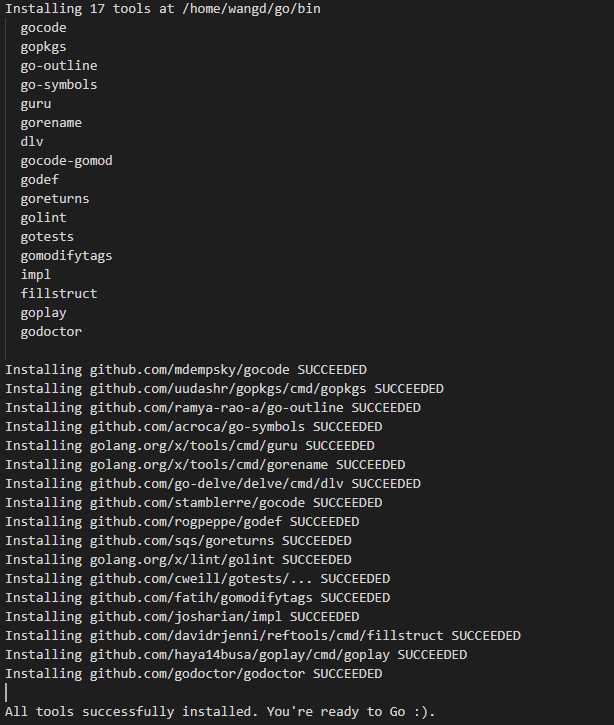 Installing 17 tools at /home/wangd/go/bin
gocode
gopkgs
go-outline
go-symbols
guru
gorename
dlv
gocode-gomod
godef
goreturns
golint
gotests
gomodifytags
impl
fillstruct
goplay
godoctor
Installing github.com/mdempsky/gocode SUCCEEDED
Installing github.com/uudashr/gopkgs/cmd/gopkgs SUCCEEDED
Installing github.com/ramya-rao-a/go-outline SUCCEEDED
Installing github.com/acroca/go-symbols SUCCEEDED
Installing golang.org/x/tools/cmd/guru SUCCEEDED
Installing golang.org/x/tools/cmd/gorename SUCCEEDED
Installing github.com/go-delve/delve/cmd/dlv SUCCEEDED
Installing github.com/stamblerre/gocode SUCCEEDED
Installing github.com/rogpeppe/godef SUCCEEDED
Installing github.com/sqs/goreturns SUCCEEDED
Installing golang.org/x/lint/golint SUCCEEDED
Installing github.com/cweill/gotests/... SUCCEEDED
Installing github.com/fatih/gomodifytags SUCCEEDED
Installing github.com/josharian/impl SUCCEEDED
Installing github.com/davidrjenni/reftools/cmd/fillstruct SUCCEEDED
Installing github.com/haya14busa/goplay/cmd/goplay SUCCEEDED
Installing github.com/godoctor/godoctor SUCCEEDED
All tools successfully installed. You're ready to Go :).